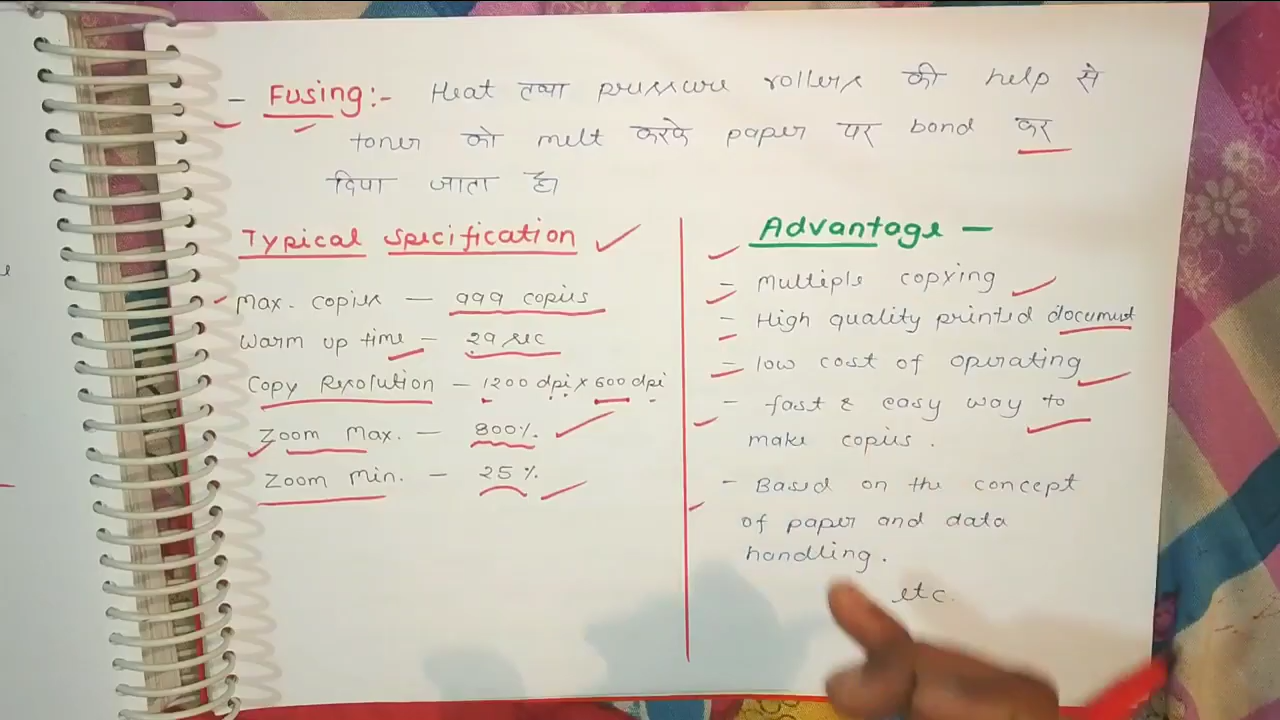 - Fusing:- Heat तथा pressure rollers की help से
toner को melt करके paper पर bond कर
दिया जाता है।
Typical Specification
Max. copies — 999 copies
Warm up time — 29 sec
Copy Resolution — 1200 dpi x 600 dpi
Zoom Max. — 800%.
Zoom Min. — 25%.
Advantage —
- Multiple copying
- High quality printed document
- low cost of operating
- fast & easy way to
make copies.
- Based on the concept
of paper and data
handling.
etc.